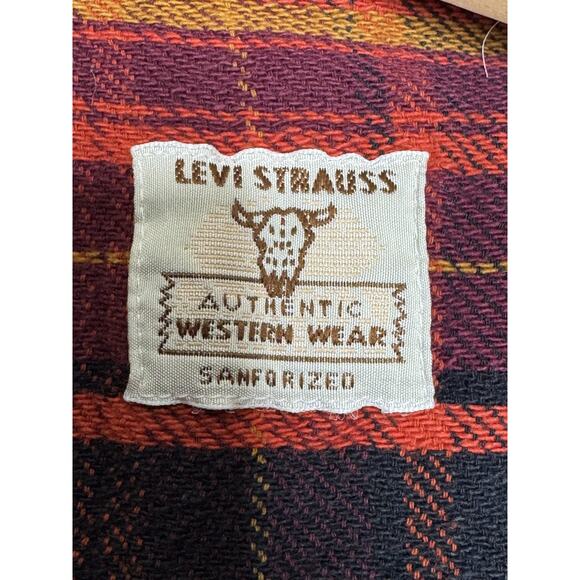 LEVI STRAUSS
AUTHENTIC
WESTERN WEAR
SANFORIZED